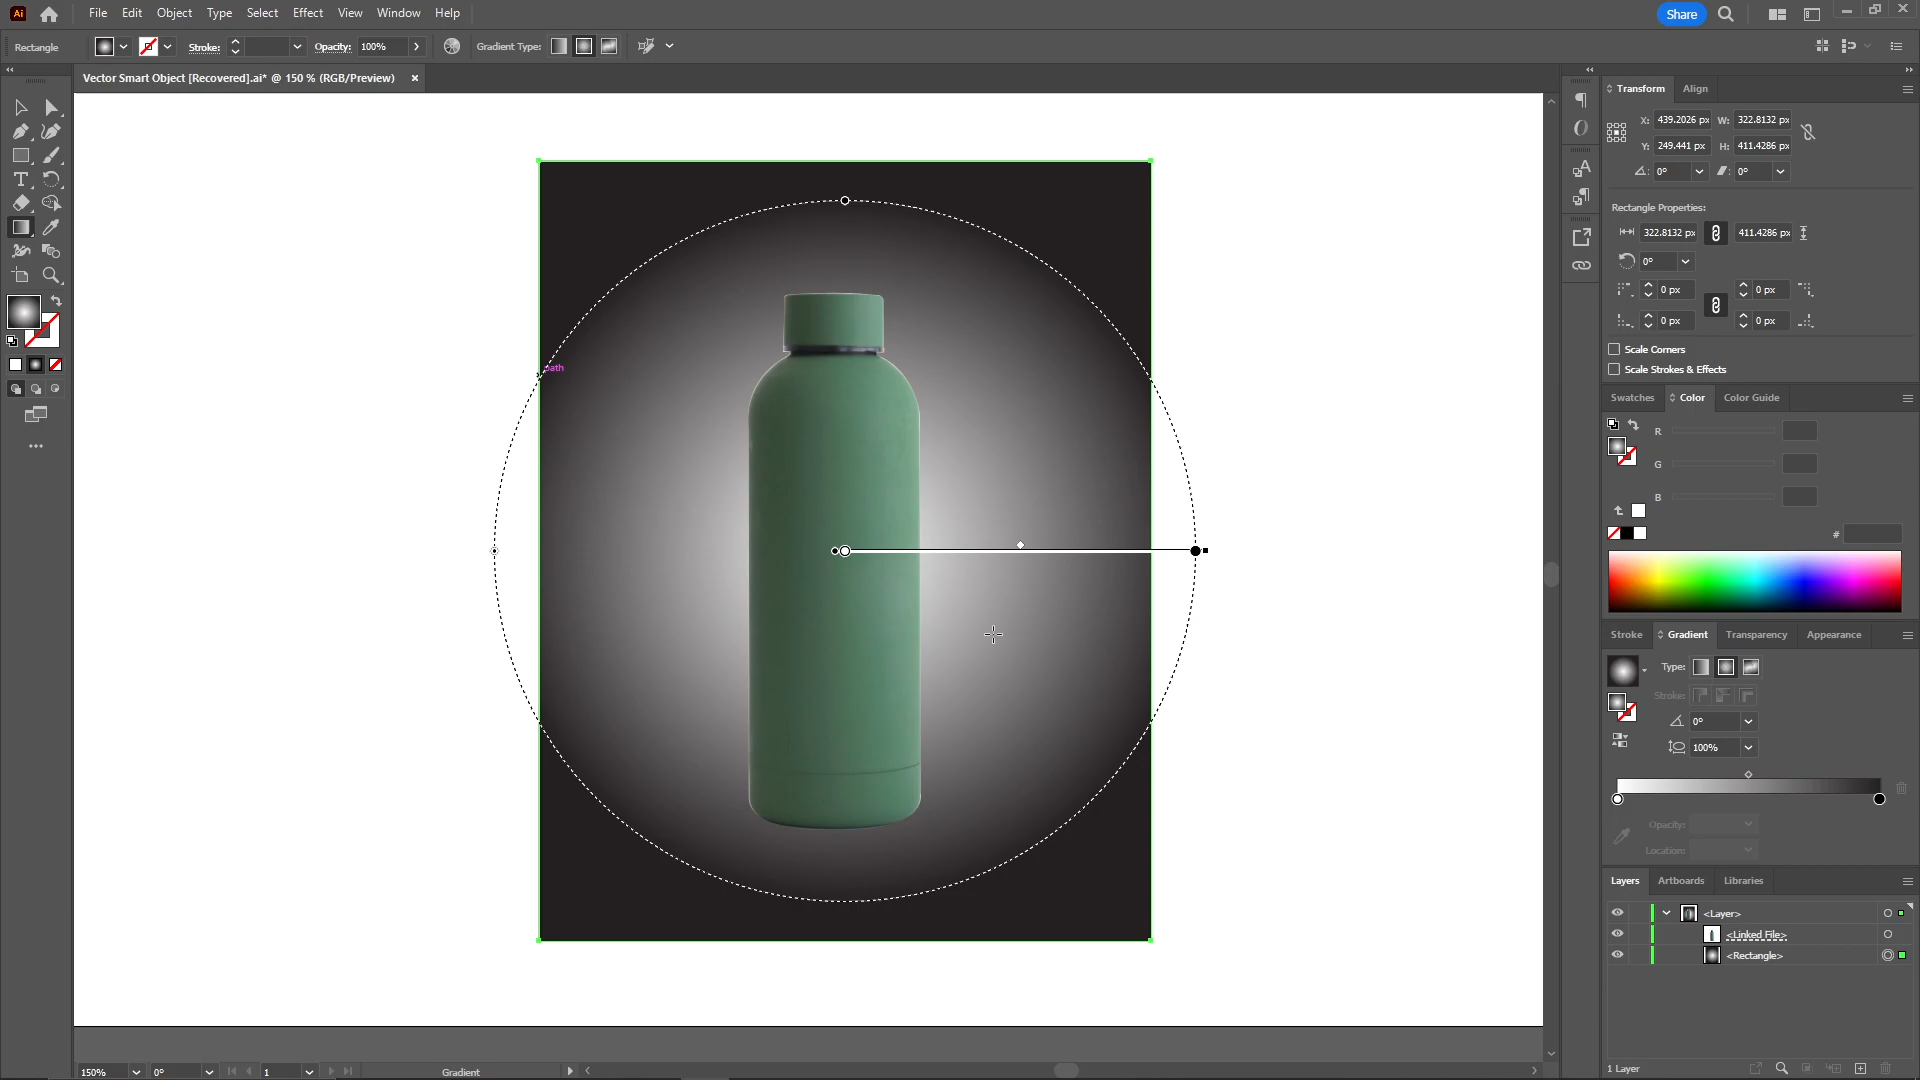 Ai File Edit Object Type Select Effect View Window Help Share
Rectangle Stroke: Opacity: 100% Gradient Type:
Vector Smart Object [Recovered].ai* @ 150 % (RGB/Preview) ×
Transform Align
X: 439.2026 px W: 322.8132 px
Y: 249.441 px H: 411.4286 px
0° 0°
Rectangle Properties:
322.8132 px 411.4286 px
0°
0 px 0 px
0 px 0 px
Scale Corners
Scale Strokes & Effects
path
Swatches Color Color Guide
R
G
B
#
Stroke Gradient Transparency Appearance
Type:
Stroke:
0°
100%
Opacity:
Location:
Layers Artboards Libraries
<Layer>
<Linked File>
<Rectangle>
1 Layer
150% 0° 1 Gradient